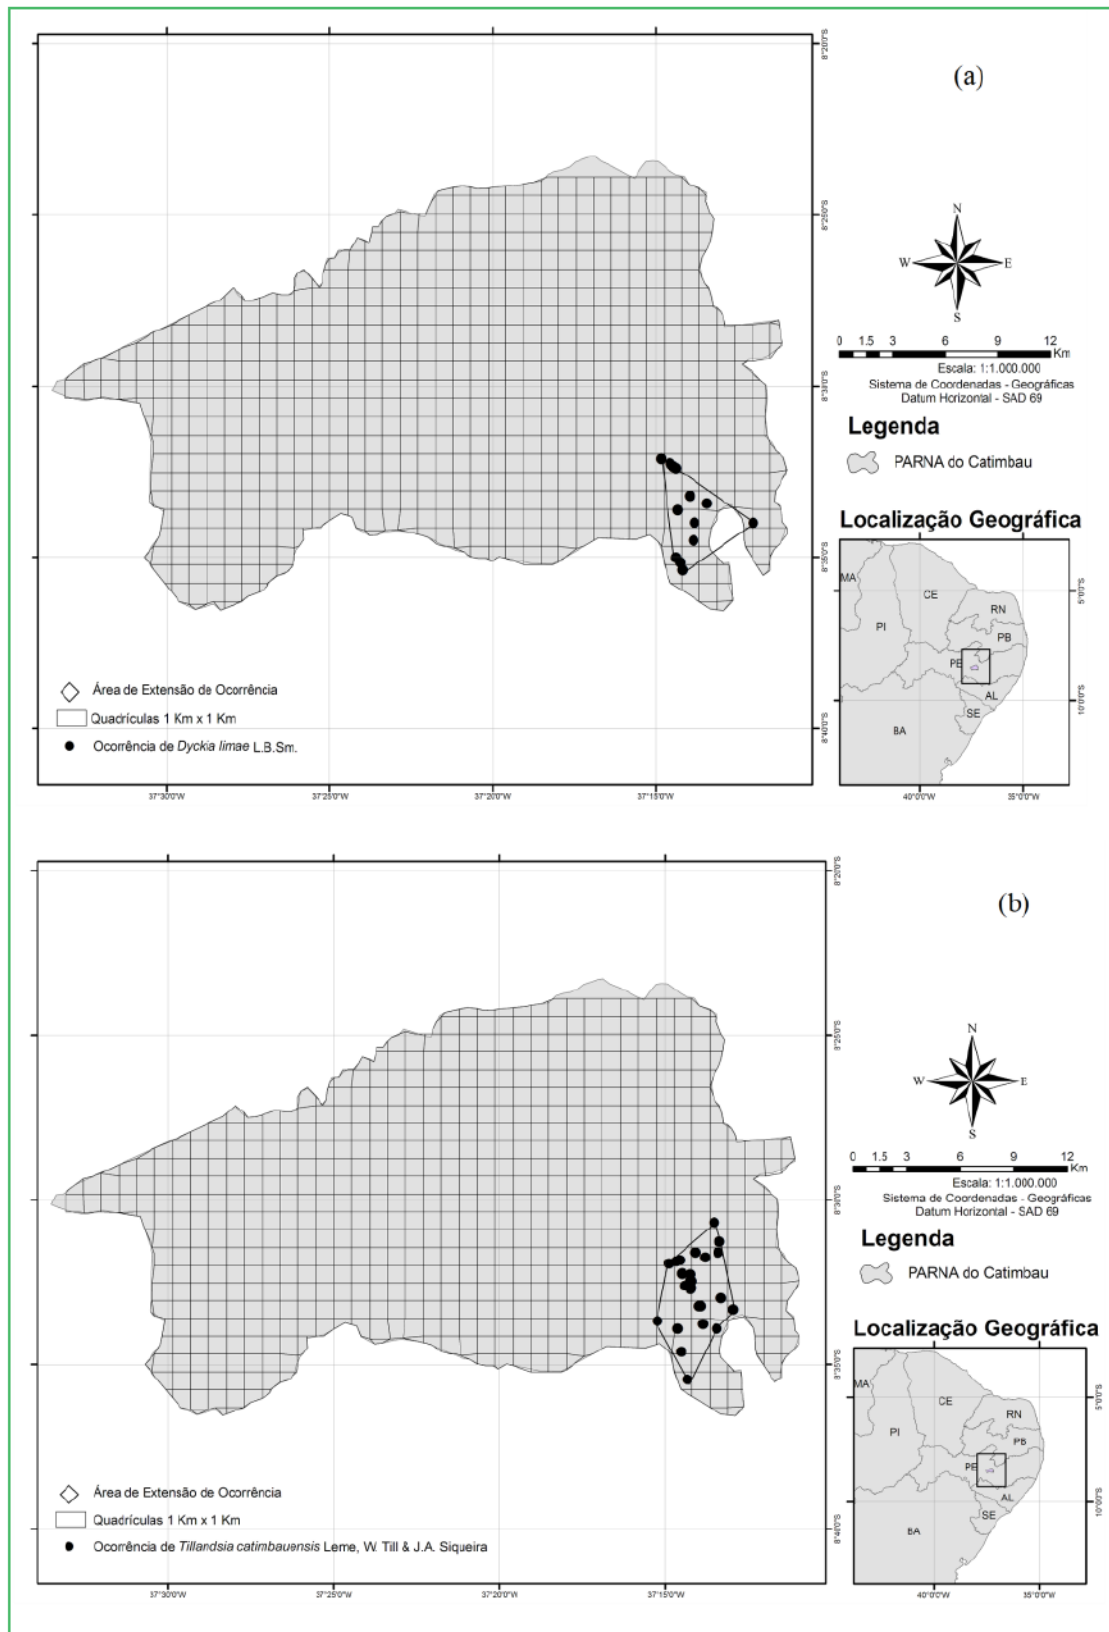 (a)
8°20'0"S
8°25'0"S
8°30'0"S
8°35'0"S
8°40'0"S
N
W E
S
0 1.5 3 6 9 12
Km
Escala: 1:1.000.000
Sistema de Coordenadas - Geográficas
Datum Horizontal - SAD 69
Legenda
PARNA do Catimbau
Localização Geográfica
MA
CE
RN
PI
PB
PE
AL
SE
BA
5°0'0"S
10°0'0"S
40°0'0"W 35°0'0"W
Área de Extensão de Ocorrência
Quadrículas 1 Km x 1 Km
Ocorrência de Dyckia limae L.B.Sm.
37°30'0"W 37°25'0"W 37°20'0"W 37°15'0"W
(b)
8°20'0"S
8°25'0"S
8°30'0"S
8°35'0"S
8°40'0"S
N
W E
S
0 1.5 3 6 9 12
Km
Escala: 1:1.000.000
Sistema de Coordenadas - Geográficas
Datum Horizontal - SAD 69
Legenda
PARNA do Catimbau
Localização Geográfica
MA
CE
RN
PI
PB
PE
AL
SE
BA
5°0'0"S
10°0'0"S
40°0'0"W 35°0'0"W
Área de Extensão de Ocorrência
Quadrículas 1 Km x 1 Km
Ocorrência de Tillandsia catimbauensis Leme, W. Till & J.A. Siqueira
37°30'0"W 37°25'0"W 37°20'0"W 37°15'0"W